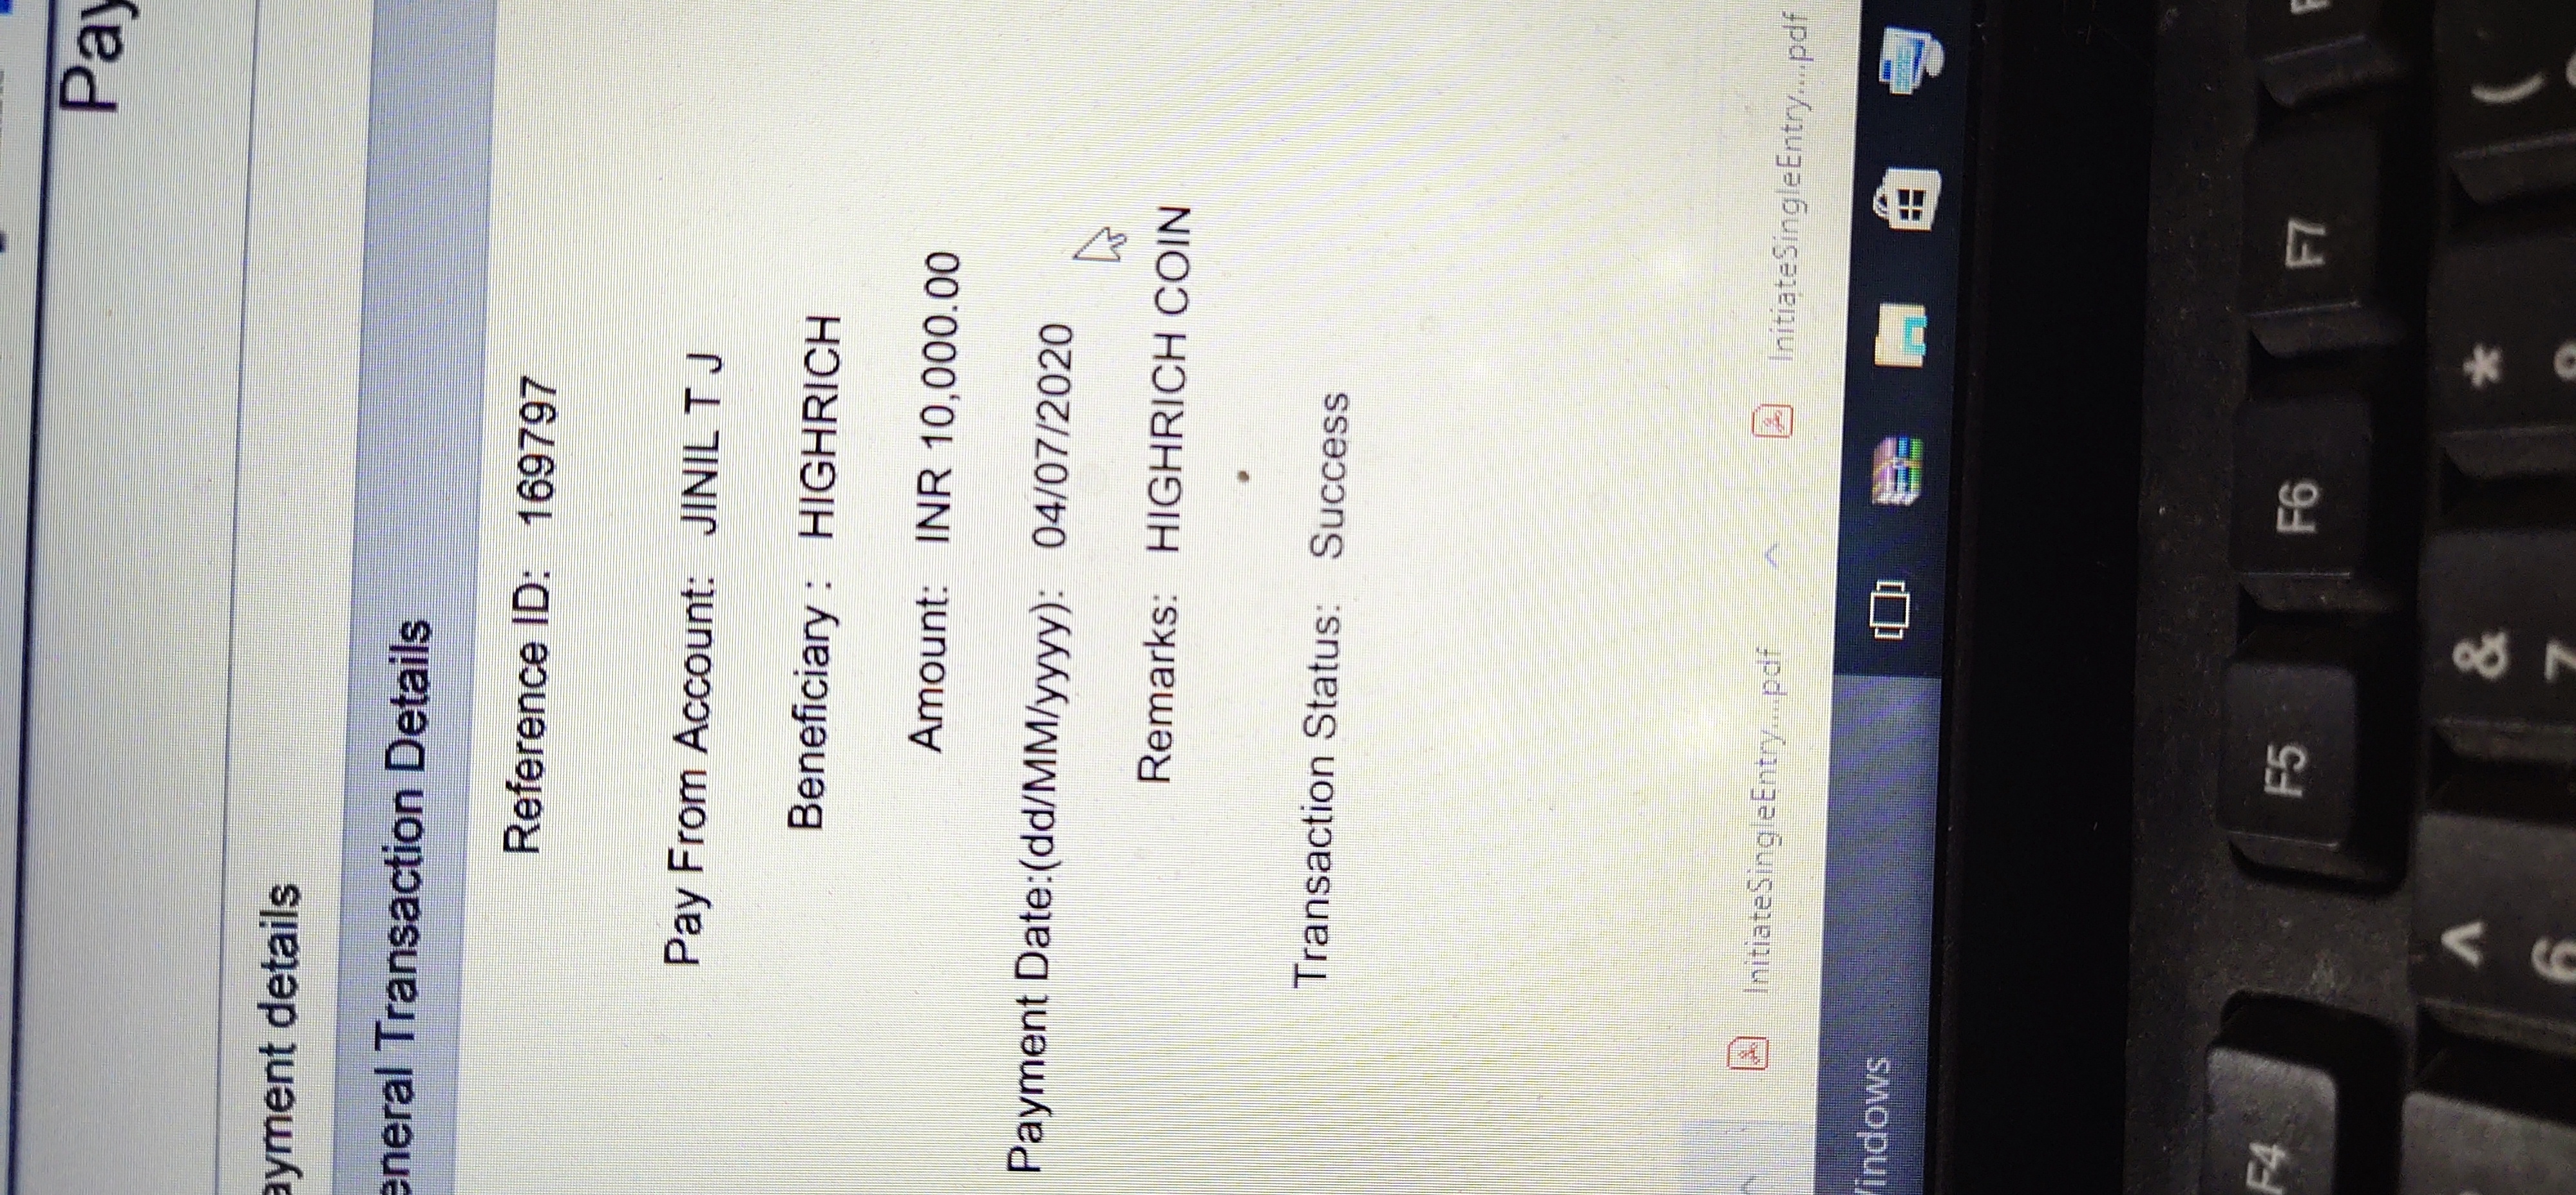 Pay
ayment details
eneral Transaction Details
Reference ID: 169797
Pay From Account: JINIL T J
Beneficiary : HIGHRICH
Amount: INR 10,000.00
Payment Date:(dd/MM/yyyy): 04/07/2020
Remarks: HIGHRICH COIN
Transaction Status: Success
InitiateSingleEntry....pdf InitiateSingleEntry....pdf
Windows
F4 F5 F6 F7
^ & * (
6 7